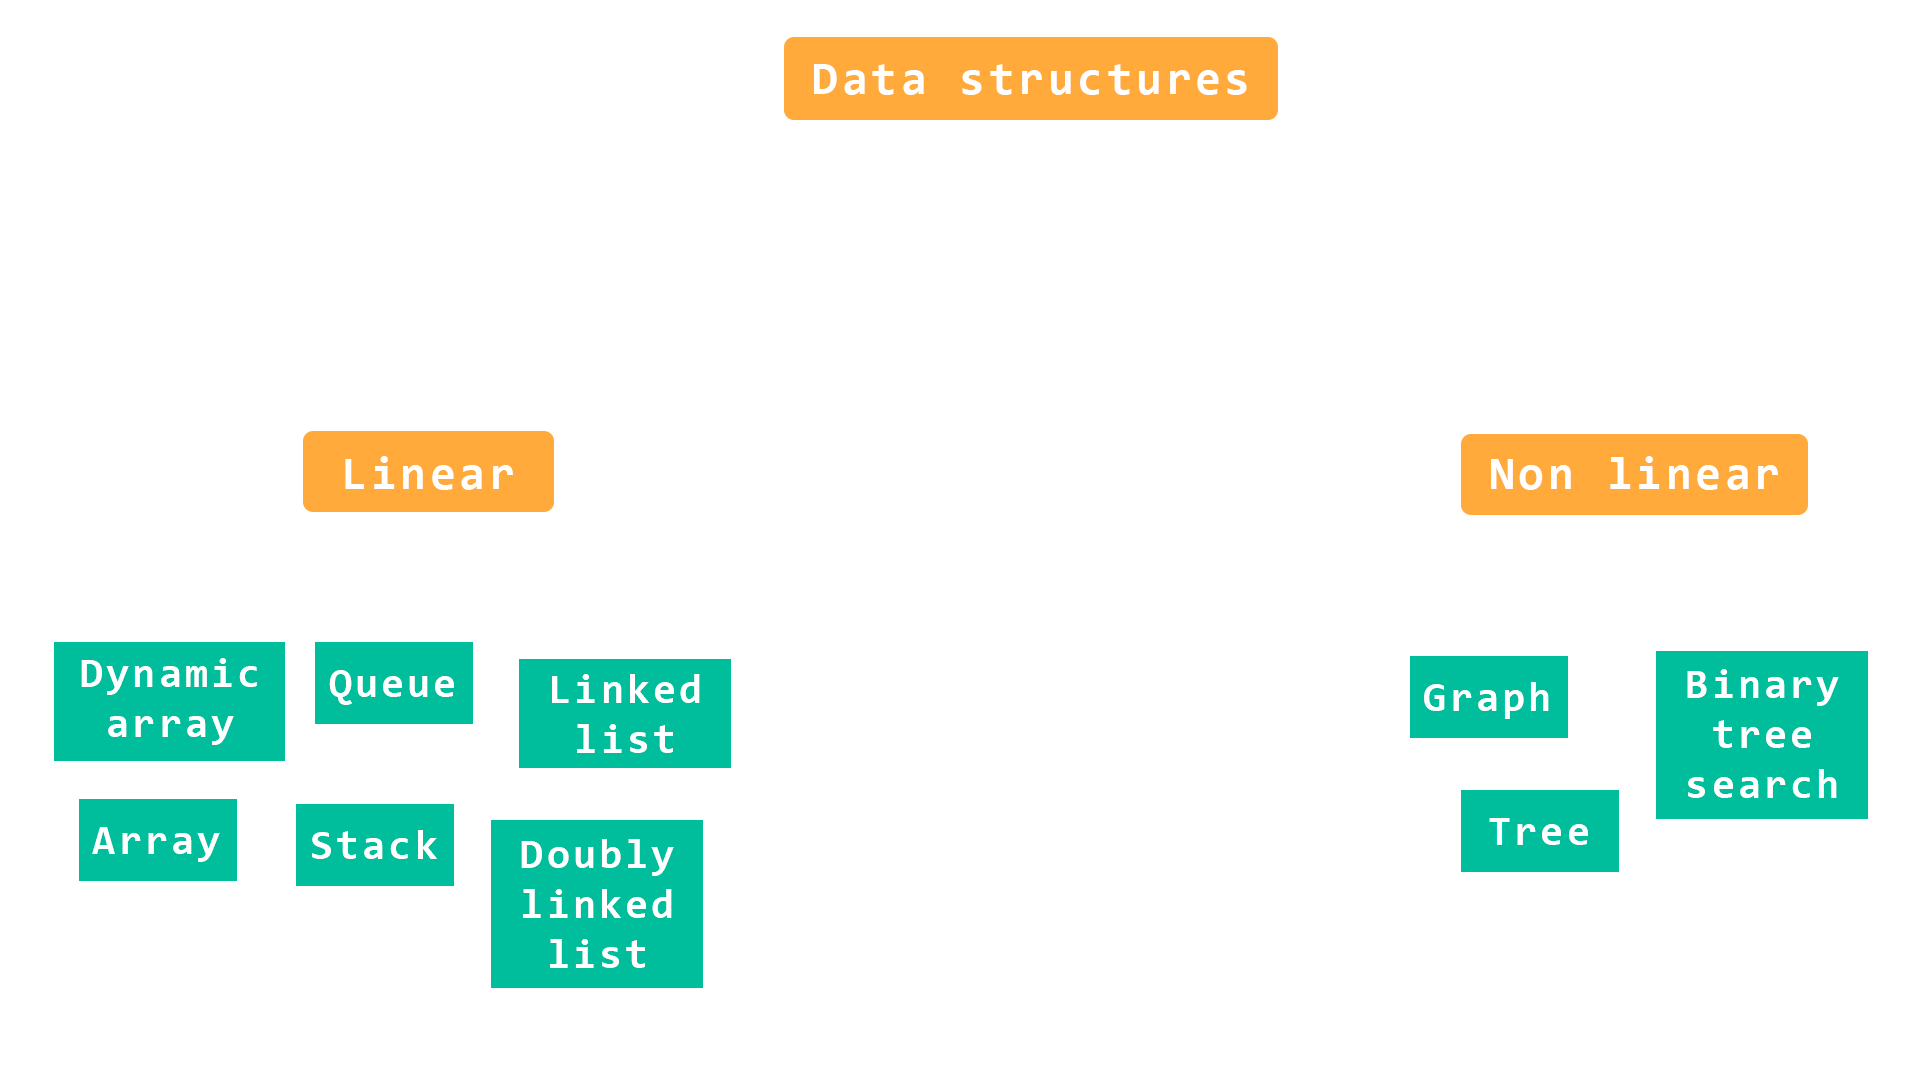 Data structures
Linear
Non linear
Dynamic
array
Queue
Linked
list
Array
Stack
Doubly
linked
list
Graph
Binary
tree
search
Tree